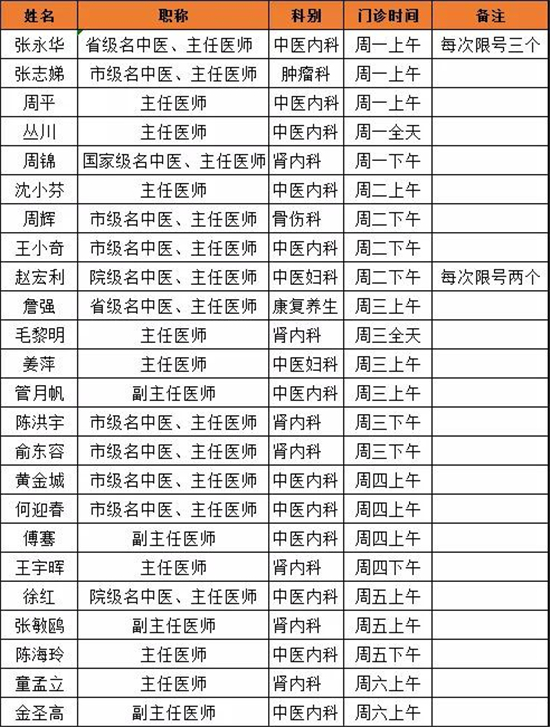 姓名 职称 科别 门诊时间 备注
张永华 省级名中医、主任医师 中医内科 周一上午 每次限号三个
张志娣 市级名中医、主任医师 肿瘤科 周一上午
周平 主任医师 中医内科 周一上午
丛川 主任医师 中医内科 周一全天
周锦 国家级名中医、主任医师 肾内科 周一下午
沈小芬 主任医师 中医内科 周二上午
周辉 市级名中医、主任医师 骨伤科 周二下午
王小奇 市级名中医、主任医师 中医内科 周二下午
赵宏利 院级名中医、主任医师 中医妇科 周二下午 每次限号两个
詹强 省级名中医、主任医师 康复养生 周三上午
毛黎明 主任医师 肾内科 周三全天
姜萍 主任医师 中医妇科 周三上午
管月帆 副主任医师 中医内科 周三上午
陈洪宇 市级名中医、主任医师 肾内科 周三下午
俞东容 市级名中医、主任医师 肾内科 周三下午
黄金城 市级名中医、主任医师 中医内科 周四上午
何迎春 市级名中医、主任医师 中医内科 周四上午
傅骞 副主任医师 中医内科 周四上午
王宇晖 主任医师 肾内科 周四下午
徐红 院级名中医、主任医师 中医内科 周五上午
张敏鸥 副主任医师 肾内科 周五上午
陈海玲 主任医师 中医内科 周五下午
童孟立 主任医师 肾内科 周六上午
金圣高 副主任医师 中医内科 周六上午